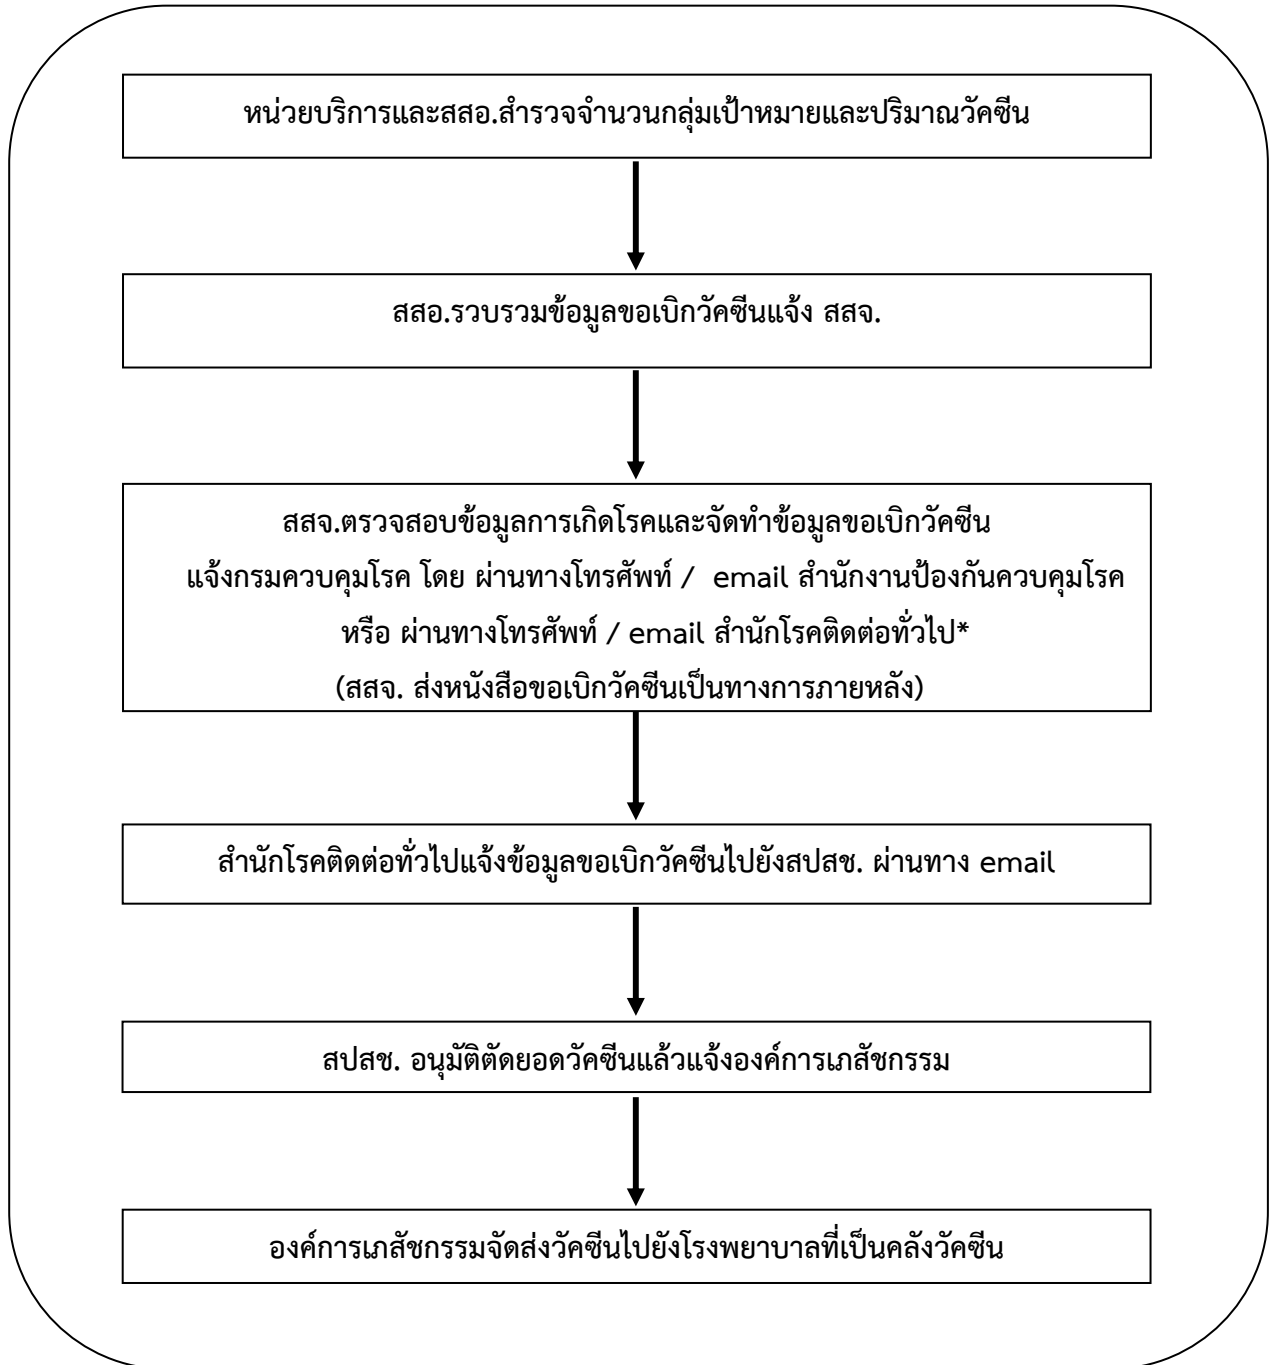 หน่วยบริการและสสอ.สำรวจจำนวนกลุ่มเป้าหมายและปริมาณวัคซีน
สสอ.รวบรวมข้อมูลขอเบิกวัคซีนแจ้ง สสจ.
สสจ.ตรวจสอบข้อมูลการเกิดโรคและจัดทำข้อมูลขอเบิกวัคซีน
แจ้งกรมควบคุมโรค โดย ผ่านทางโทรศัพท์ / email สำนักงานป้องกันควบคุมโรค
หรือ ผ่านทางโทรศัพท์ / email สำนักโรคติดต่อทั่วไป*
(สสจ. ส่งหนังสือขอเบิกวัคซีนเป็นทางการภายหลัง)
สำนักโรคติดต่อทั่วไปแจ้งข้อมูลขอเบิกวัคซีนไปยังสปสช. ผ่านทาง email
สปสช. อนุมัติตัดยอดวัคซีนแล้วแจ้งองค์การเภสัชกรรม
องค์การเภสัชกรรมจัดส่งวัคซีนไปยังโรงพยาบาลที่เป็นคลังวัคซีน